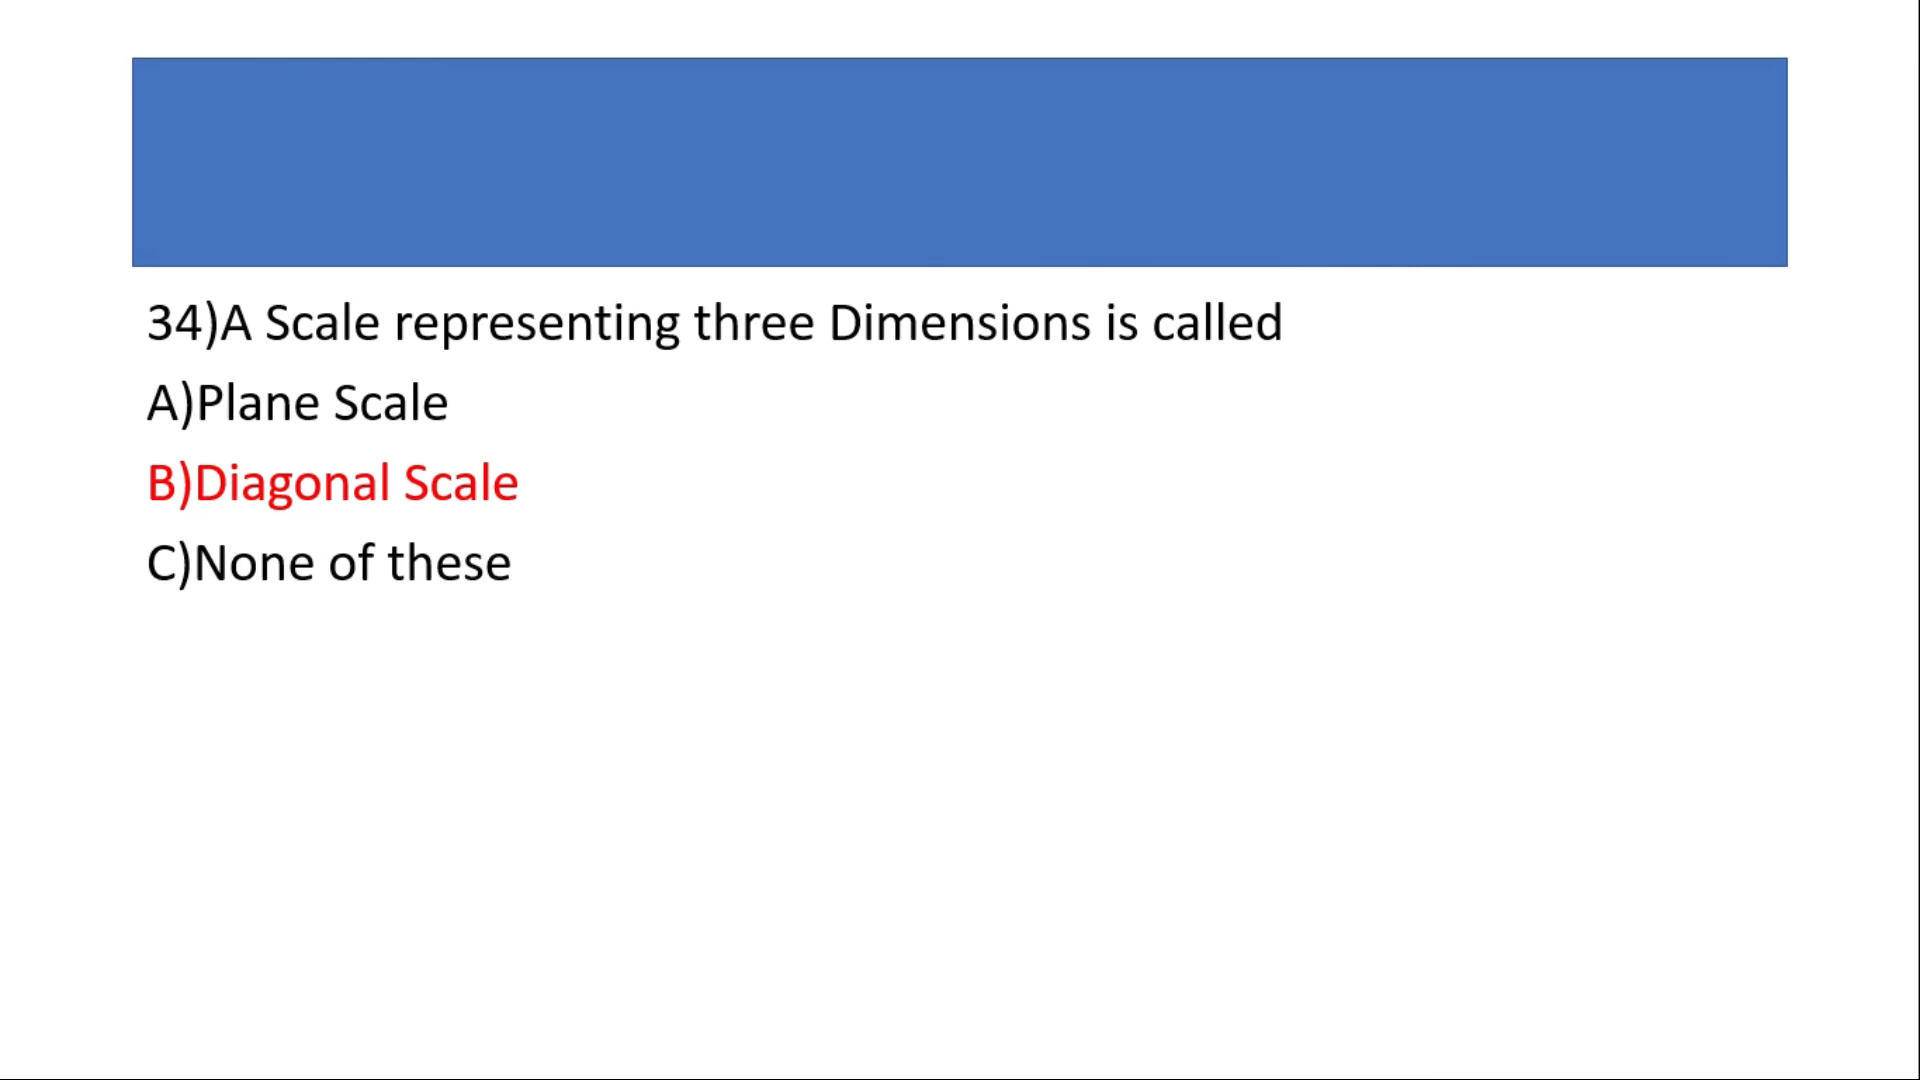 34)A Scale representing three Dimensions is called
A)Plane Scale
B)Diagonal Scale
C)None of these